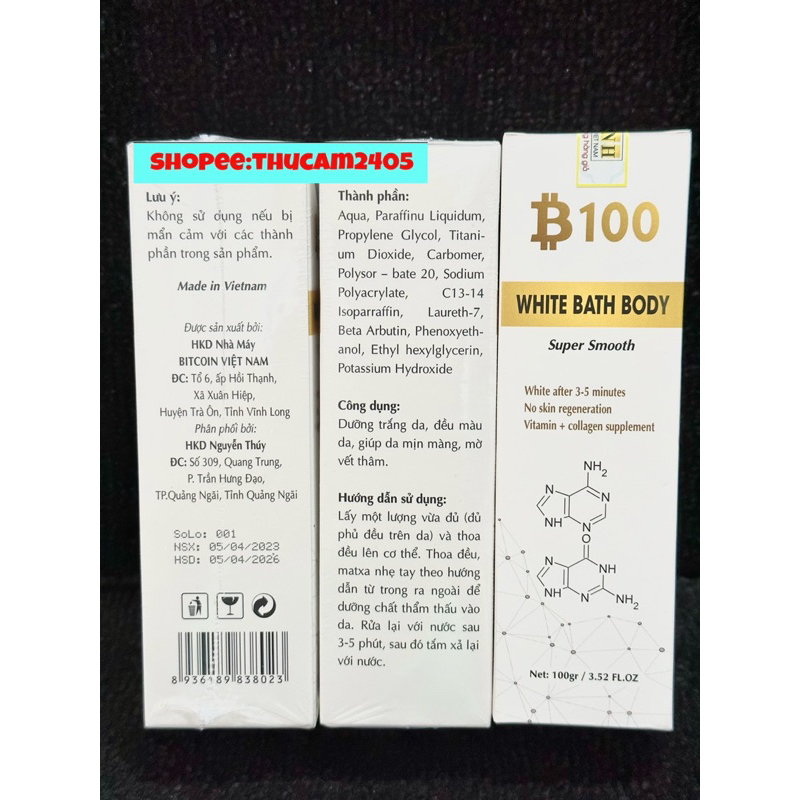 SHOPEE:THUCAM2405
Lưu ý:
Không sử dụng nếu bị
mẩn cảm với các thành
phần trong sản phẩm.
Made in Vietnam
Được sản xuất bởi:
HKD Nhà Máy
BITCOIN VIỆT NAM
ĐC: Tổ 6, ấp Hồi Thạnh,
Xã Xuân Hiệp,
Huyện Trà Ôn, Tỉnh Vĩnh Long
Phân phối bởi:
HKD Nguyễn Thúy
ĐC: Số 309, Quang Trung,
P. Trần Hưng Đạo,
TP.Quảng Ngãi, Tỉnh Quảng Ngãi
SoLo: 001
NSX: 05/04/2023
HSD: 05/04/2026
8 936189 838023
Thành phần:
Aqua, Paraffinu Liquidum,
Propylene Glycol, Titani-
um Dioxide, Carbomer,
Polysor – bate 20, Sodium
Polyacrylate, C13-14
Isoparraffin, Laureth-7,
Beta Arbutin, Phenoxyeth-
anol, Ethyl hexylglycerin,
Potassium Hydroxide
Công dụng:
Dưỡng trắng da, đều màu
da, giúp da mịn màng, mờ
vết thâm.
Hướng dẫn sử dụng:
Lấy một lượng vừa đủ (đủ
phủ đều trên da) và thoa
đều lên cơ thể. Thoa đều,
matxa nhẹ tay theo hướng
dẫn từ trong ra ngoài để
dưỡng chất thẩm thấu vào
da. Rửa lại với nước sau
3-5 phút, sau đó tắm xả lại
với nước.
NH
IỆT NAM
g hàng giả
₿100
WHITE BATH BODY
Super Smooth
White after 3-5 minutes
No skin regeneration
Vitamin + collagen supplement
NH2
N
N
NH
N
O
N
NH
NH
N
NH2
Net: 100gr / 3.52 FL.OZ